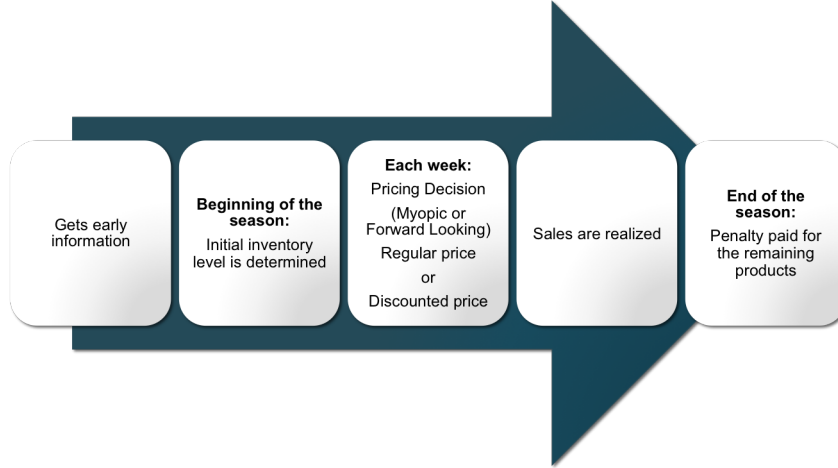 Gets early
information
Beginning of the
season:
Initial inventory
level is determined
Each week:
Pricing Decision
(Myopic or
Forward Looking)
Regular price
or
Discounted price
Sales are realized
End of the
season:
Penalty paid for
the remaining
products